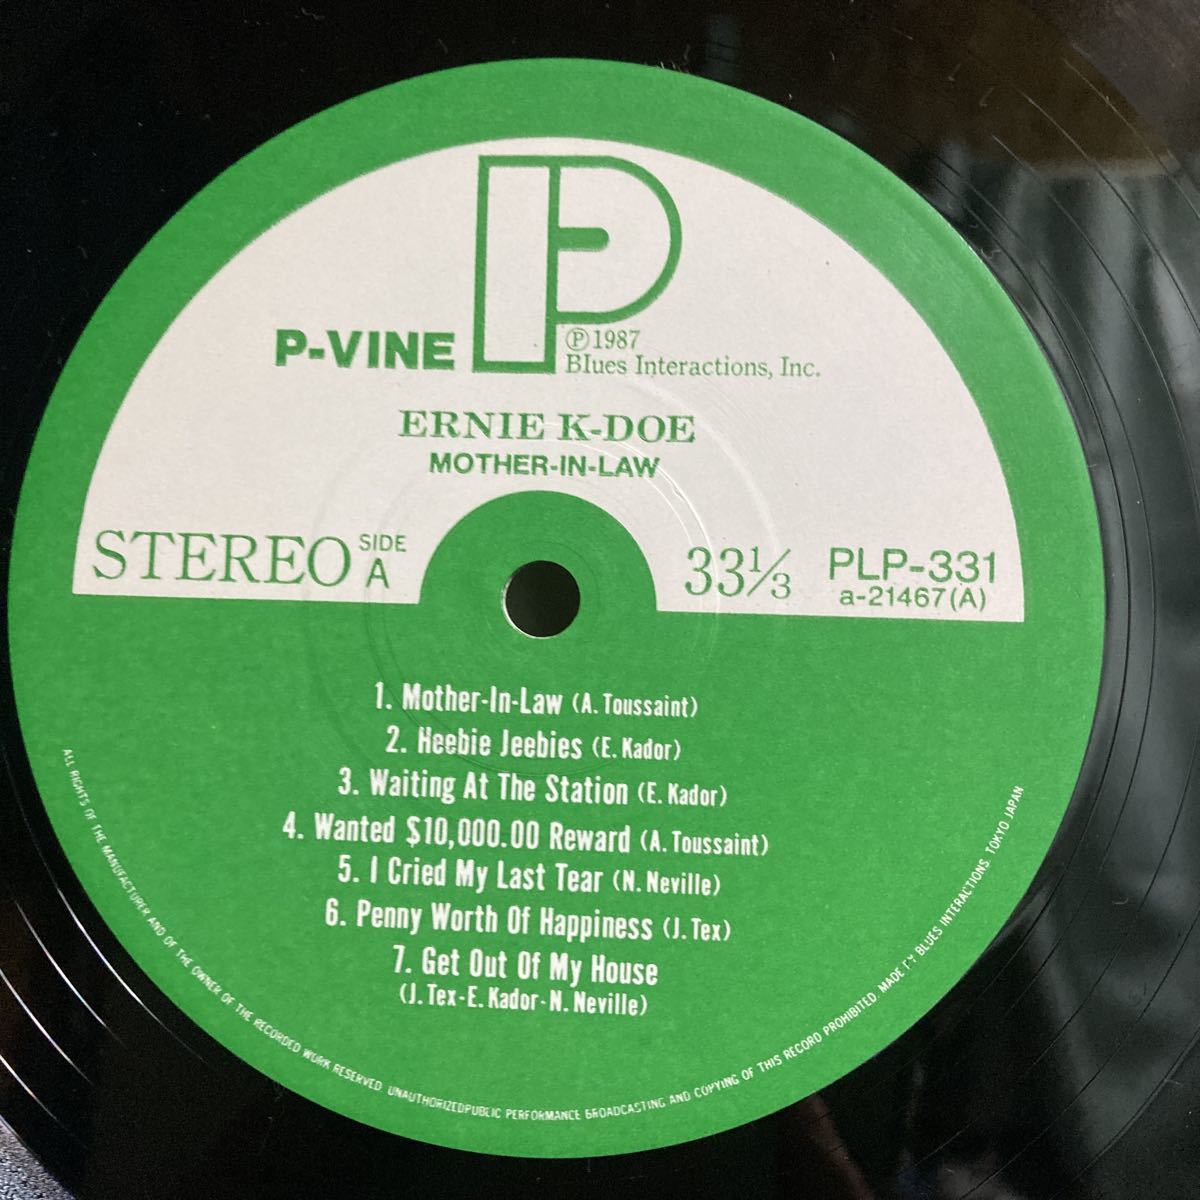 P
P-VINE
℗1987
Blues Interactions, Inc.
ERNIE K-DOE
MOTHER-IN-LAW
STEREO SIDE A
33⅓
PLP-331
a-21467(A)
1. Mother-In-Law (A. Toussaint)
2. Heebie Jeebies (E. Kador)
3. Waiting At The Station (E. Kador)
4. Wanted $10,000.00 Reward (A. Toussaint)
5. I Cried My Last Tear (N. Neville)
6. Penny Worth Of Happiness (J. Tex)
7. Get Out Of My House
(J. Tex-E. Kador-N. Neville)
ALL RIGHTS OF THE MANUFACTURER AND OF THE OWNER OF THE RECORDED WORK RESERVED. UNAUTHORIZEDPUBLIC PERFORMANCE BROADCASTING AND COPYING OF THIS RECORD PROHIBITED. MADE BY BLUES INTERACTIONS. TOKYO JAPAN